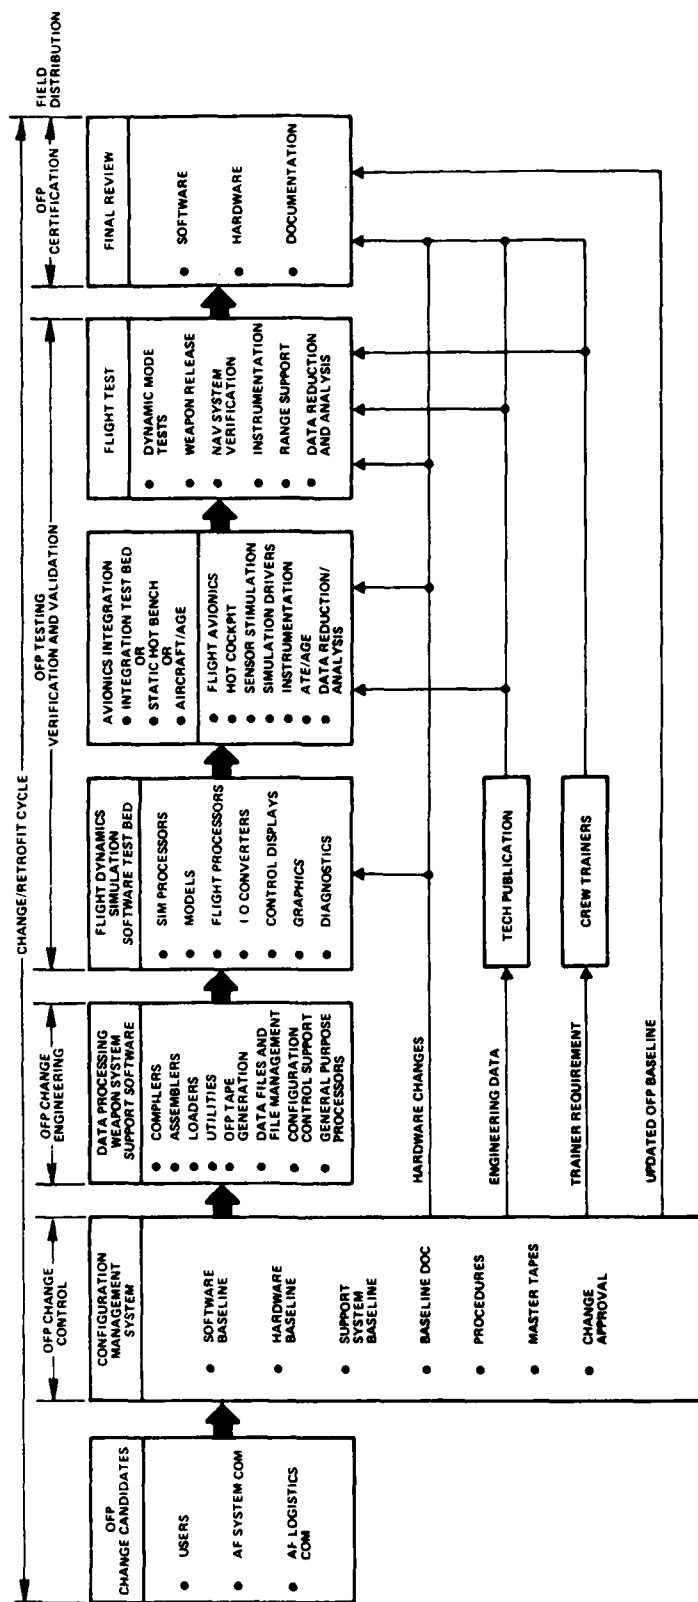 CHANGE/RETROFIT CYCLE
OFP CHANGE
CONTROL
OFP CHANGE
ENGINEERING
OFP TESTING
VERIFICATION AND VALIDATION
OFP
CERTIFICATION
FIELD
DISTRIBUTION
OFP
CHANGE CANDIDATES
● USERS
● AF SYSTEM COM
● AF LOGISTICS
COM
CONFIGURATION
MANAGEMENT
SYSTEM
● SOFTWARE
BASELINE
● HARDWARE
BASELINE
● SUPPORT
SYSTEM
BASELINE
● BASELINE DOC
● PROCEDURES
● MASTER TAPES
● CHANGE
APPROVAL
DATA PROCESSING
WEAPON SYSTEM
SUPPORT SOFTWARE
● COMPILERS
● ASSEMBLERS
● LOADERS
● UTILITIES
● OFP TAPE
GENERATION
● DATA FILES AND
FILE MANAGEMENT
● CONFIGURATION
CONTROL SUPPORT
● GENERAL PURPOSE
PROCESSORS
FLIGHT DYNAMICS
SIMULATION
SOFTWARE TEST BED
● SIM PROCESSORS
● MODELS
● FLIGHT PROCESSORS
● I O CONVERTERS
● CONTROL DISPLAYS
● GRAPHICS
● DIAGNOSTICS
AVIONICS INTEGRATION
● INTEGRATION TEST BED
OR
● STATIC HOT BENCH
OR
● AIRCRAFT/AGE
● FLIGHT AVIONICS
● HOT COCKPIT
● SENSOR STIMULATION
● SIMULATION DRIVERS
● INSTRUMENTATION
● ATE/AGE
● DATA REDUCTION/
ANALYSIS
FLIGHT TEST
● DYNAMIC MODE
TESTS
● WEAPON RELEASE
● NAV SYSTEM
VERIFICATION
● INSTRUMENTATION
● RANGE SUPPORT
● DATA REDUCTION
AND ANALYSIS
FINAL REVIEW
● SOFTWARE
● HARDWARE
● DOCUMENTATION
HARDWARE CHANGES
ENGINEERING DATA
TECH PUBLICATION
TRAINER REQUIREMENT
CREW TRAINERS
UPDATED OFP BASELINE